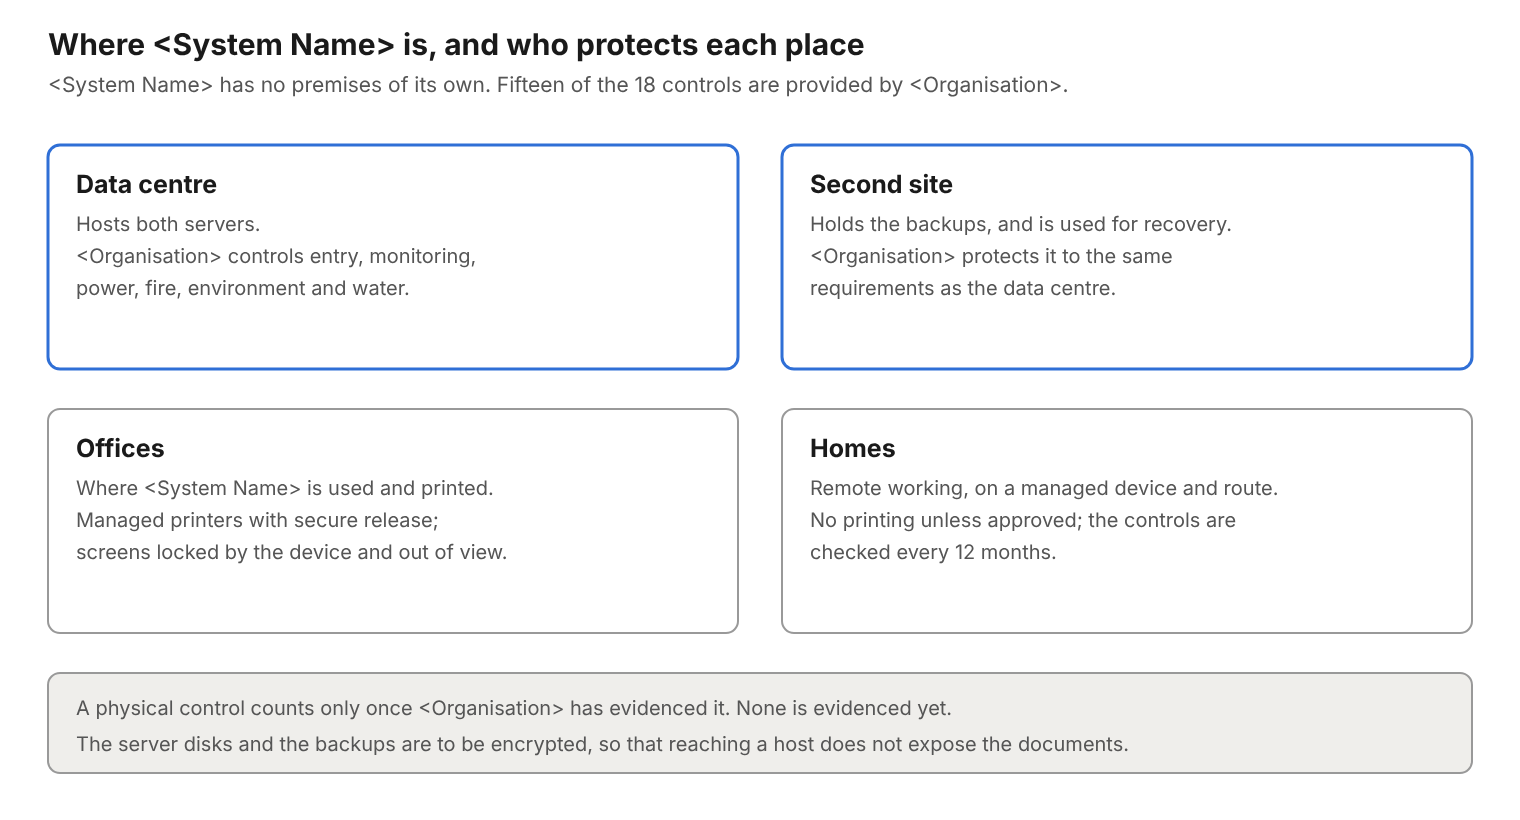 Where <System Name> is, and who protects each place
<System Name> has no premises of its own. Fifteen of the 18 controls are provided by <Organisation>.
Data centre
Hosts both servers.
<Organisation> controls entry, monitoring,
power, fire, environment and water.
Second site
Holds the backups, and is used for recovery.
<Organisation> protects it to the same
requirements as the data centre.
Offices
Where <System Name> is used and printed.
Managed printers with secure release;
screens locked by the device and out of view.
Homes
Remote working, on a managed device and route.
No printing unless approved; the controls are
checked every 12 months.
A physical control counts only once <Organisation> has evidenced it. None is evidenced yet.
The server disks and the backups are to be encrypted, so that reaching a host does not expose the documents.